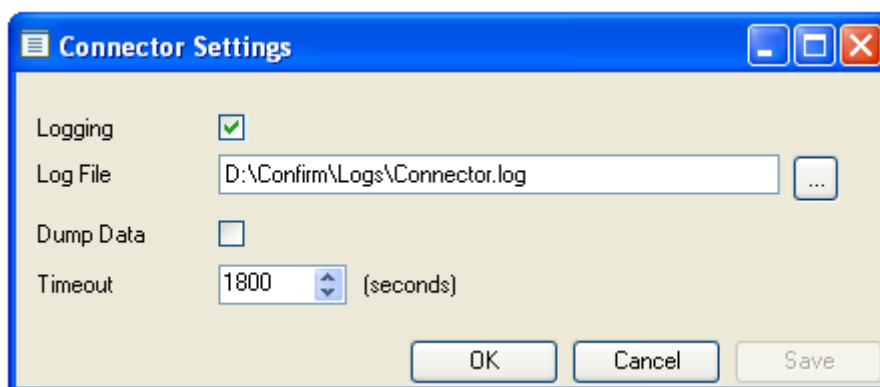 Connector Settings
Logging
Log File D:\Confirm\Logs\Connector.log ...
Dump Data
Timeout 1800 (seconds)
OK Cancel Save